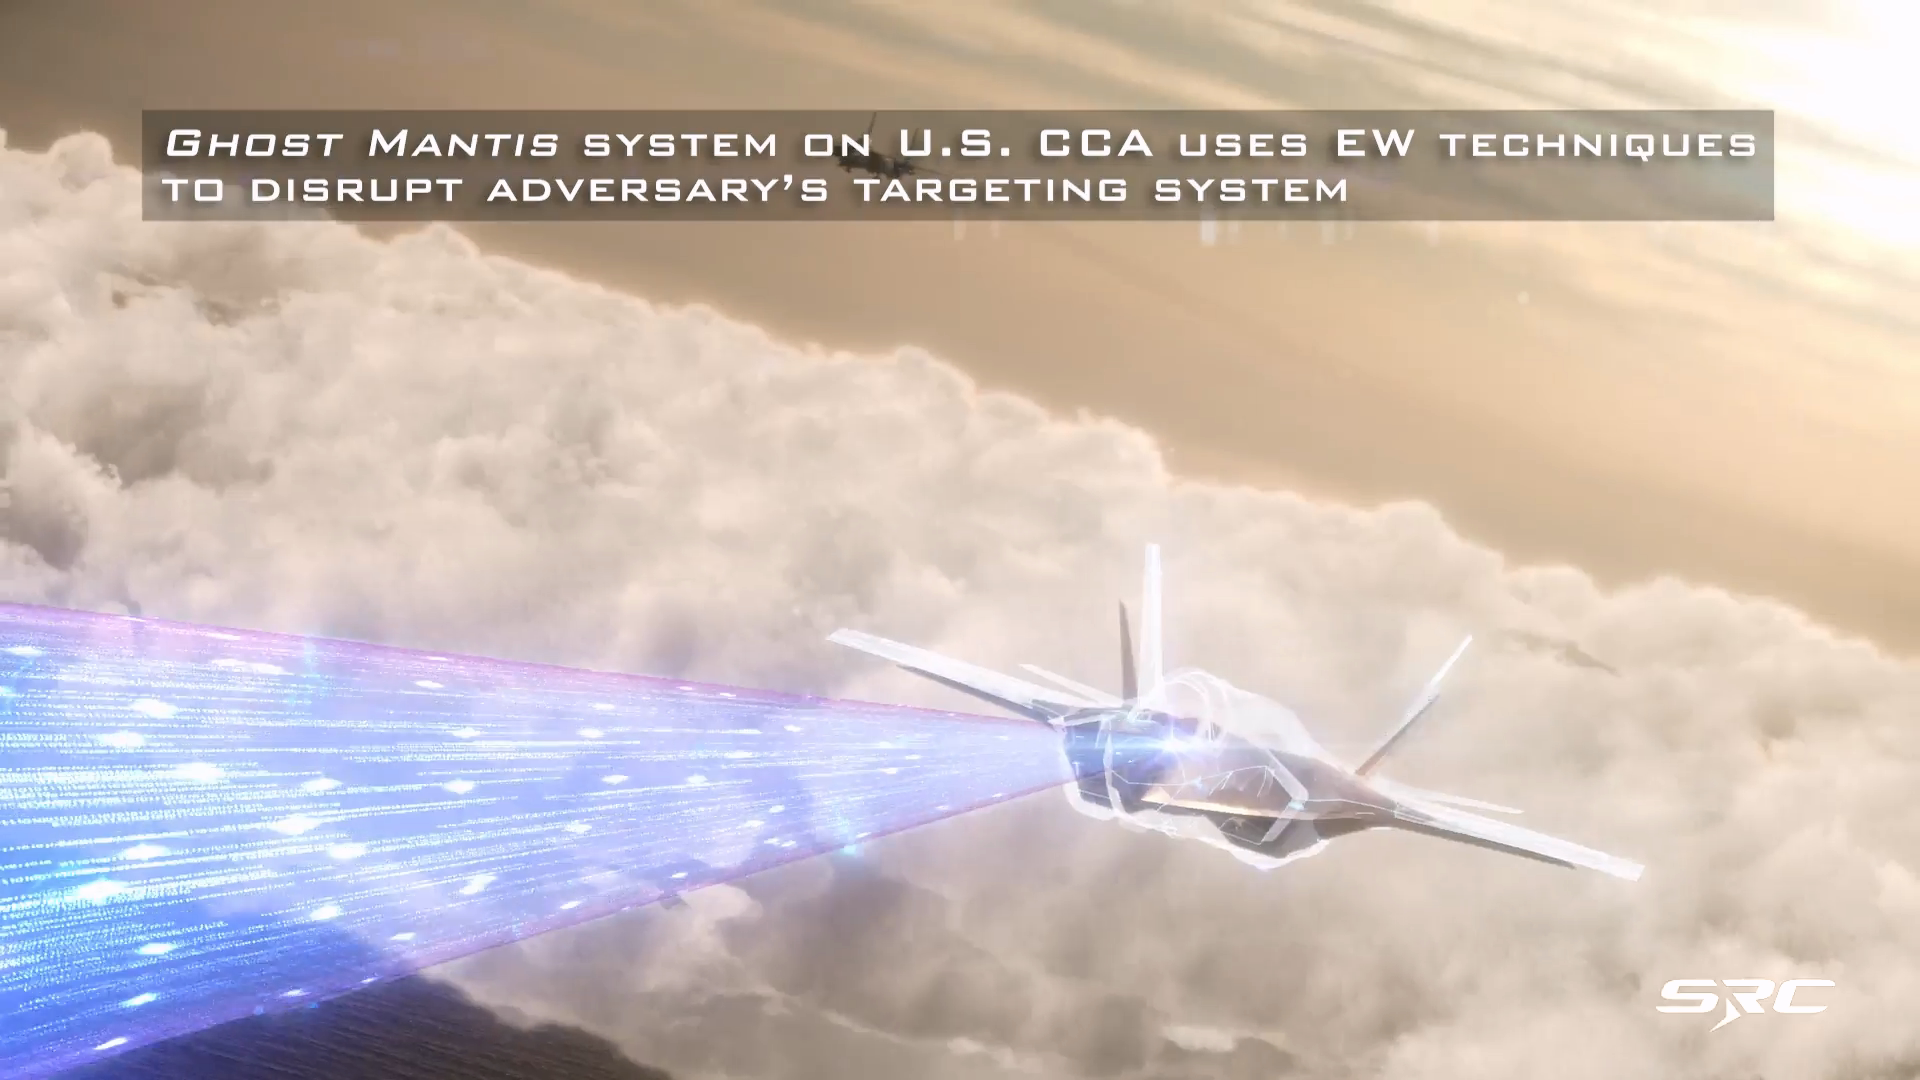 Ghost Mantis system on U.S. CCA uses EW techniques
to disrupt adversary's targeting system
SRC